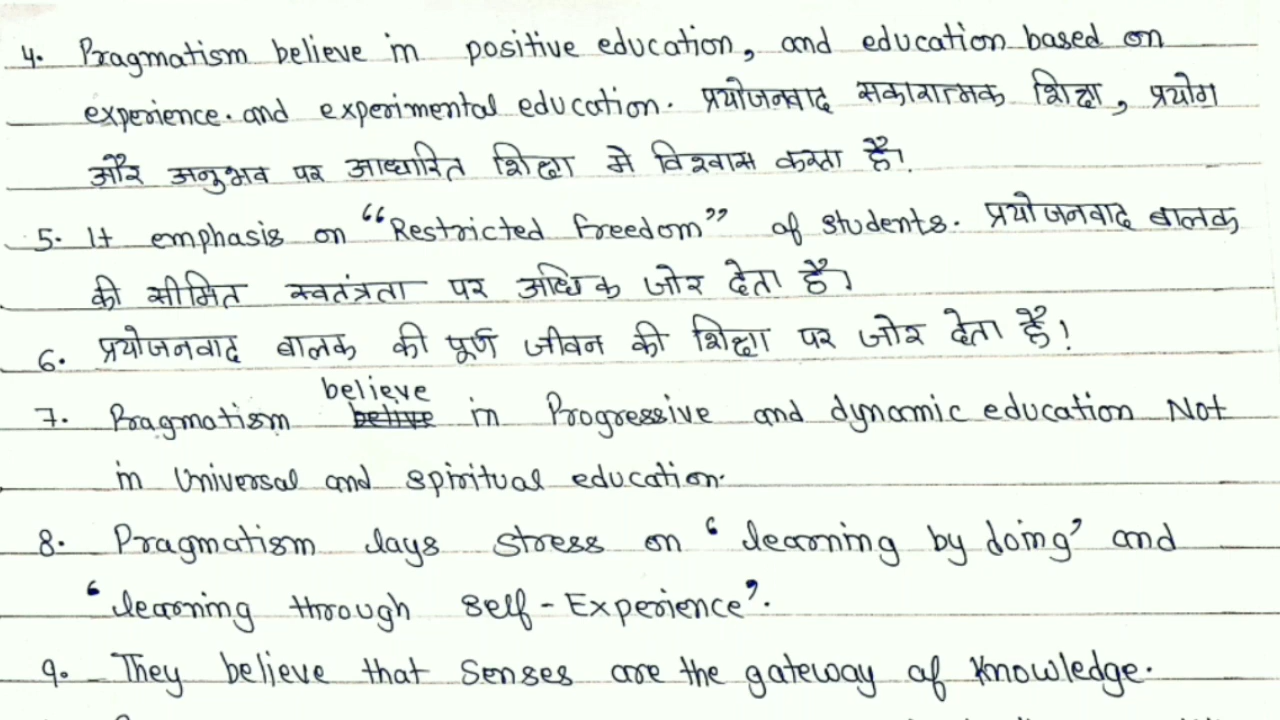 4. Pragmatism believe in positive education, and education based on
experience. and experimental education. प्रयोजनवाद सकारात्मक शिक्षा, प्रयोग
और अनुभव पर आधारित शिक्षा मे विश्वास करता है।
5. It emphasis on “Restricted freedom” of students. प्रयोजनवाद बालक
की सीमित स्वतंत्रता पर अधिक जोर देता है।
6. प्रयोजनवाद बालक की पूर्ण जीवन की शिक्षा पर जोर देता है!
believe
7. Pragmatism in Progressive and dynamic education Not
in Universal and spiritual education.
8. Pragmatism lays stress on ‘learning by doing’ and
‘learning through self-Experience’.
9. They believe that senses are the gateway of knowledge.